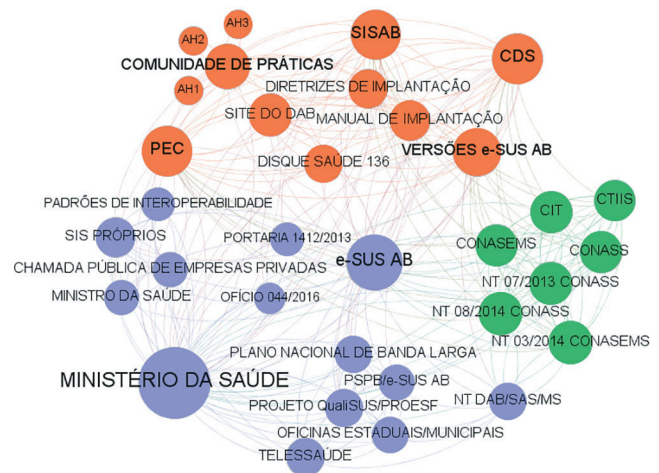 AH3
SISAB
AH2
CDS
COMUNIDADE DE PRÁTICAS
DIRETRIZES DE IMPLANTAÇÃO
AH1
SITE DO DAB
MANUAL DE IMPLANTAÇÃO
PEC
VERSÕES e-SUS AB
DISQUE SAÚDE 136
PADRÕES DE INTEROPERABILIDADE
CTIIS
CIT
SIS PRÓPRIOS
PORTARIA 1412/2013
CONASEMS
CONASS
e-SUS AB
CHAMADA PÚBLICA DE EMPRESAS PRIVADAS
NT 07/2013 CONASS
MINISTRO DA SAÚDE
OFÍCIO 044/2016
NT 08/2014 CONASS
NT 03/2014 CONASEMS
PLANO NACIONAL DE BANDA LARGA
MINISTÉRIO DA SAÚDE
PSPB/e-SUS AB
NT DAB/SAS/MS
PROJETO QualiSUS/PROESF
OFICINAS ESTADUAIS/MUNICIPAIS
TELESSAÚDE